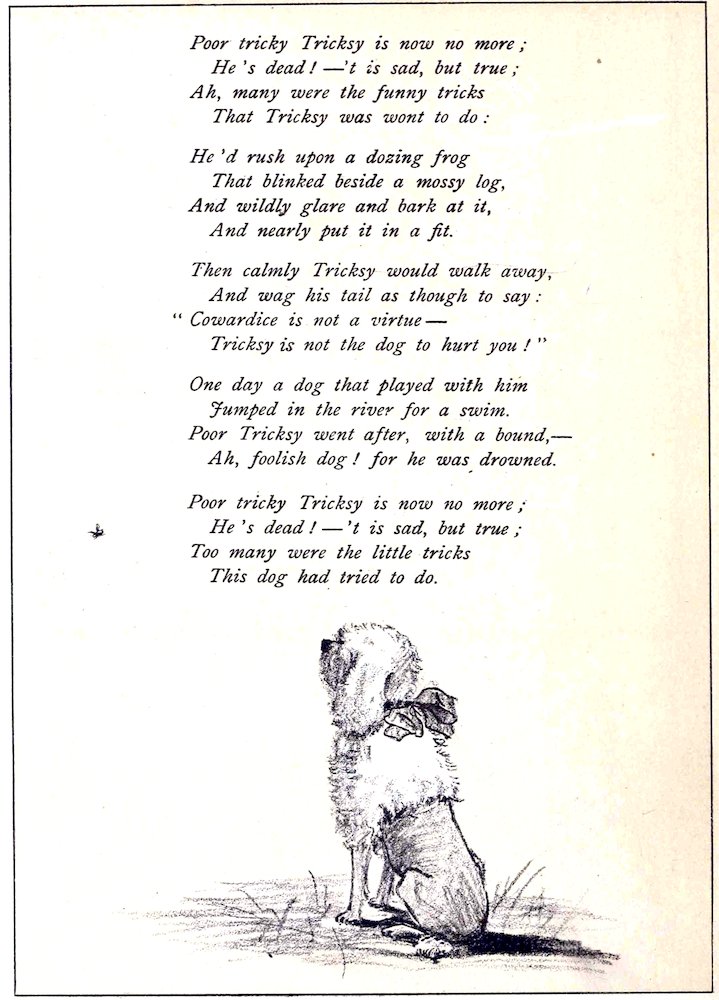 Poor tricky Tricksy is now no more ;
He 's dead ! —'t is sad, but true ;
Ah, many were the funny tricks
That Tricksy was wont to do :
He 'd rush upon a dozing frog
That blinked beside a mossy log,
And wildly glare and bark at it,
And nearly put it in a fit.
Then calmly Tricksy would walk away,
And wag his tail as though to say :
“ Cowardice is not a virtue —
Tricksy is not the dog to hurt you ! ”
One day a dog that played with him
Jumped in the river for a swim.
Poor Tricksy went after, with a bound,—
Ah, foolish dog ! for he was drowned.
Poor tricky Tricksy is now no more ;
He 's dead ! — 't is sad, but true ;
Too many were the little tricks
This dog had tried to do.